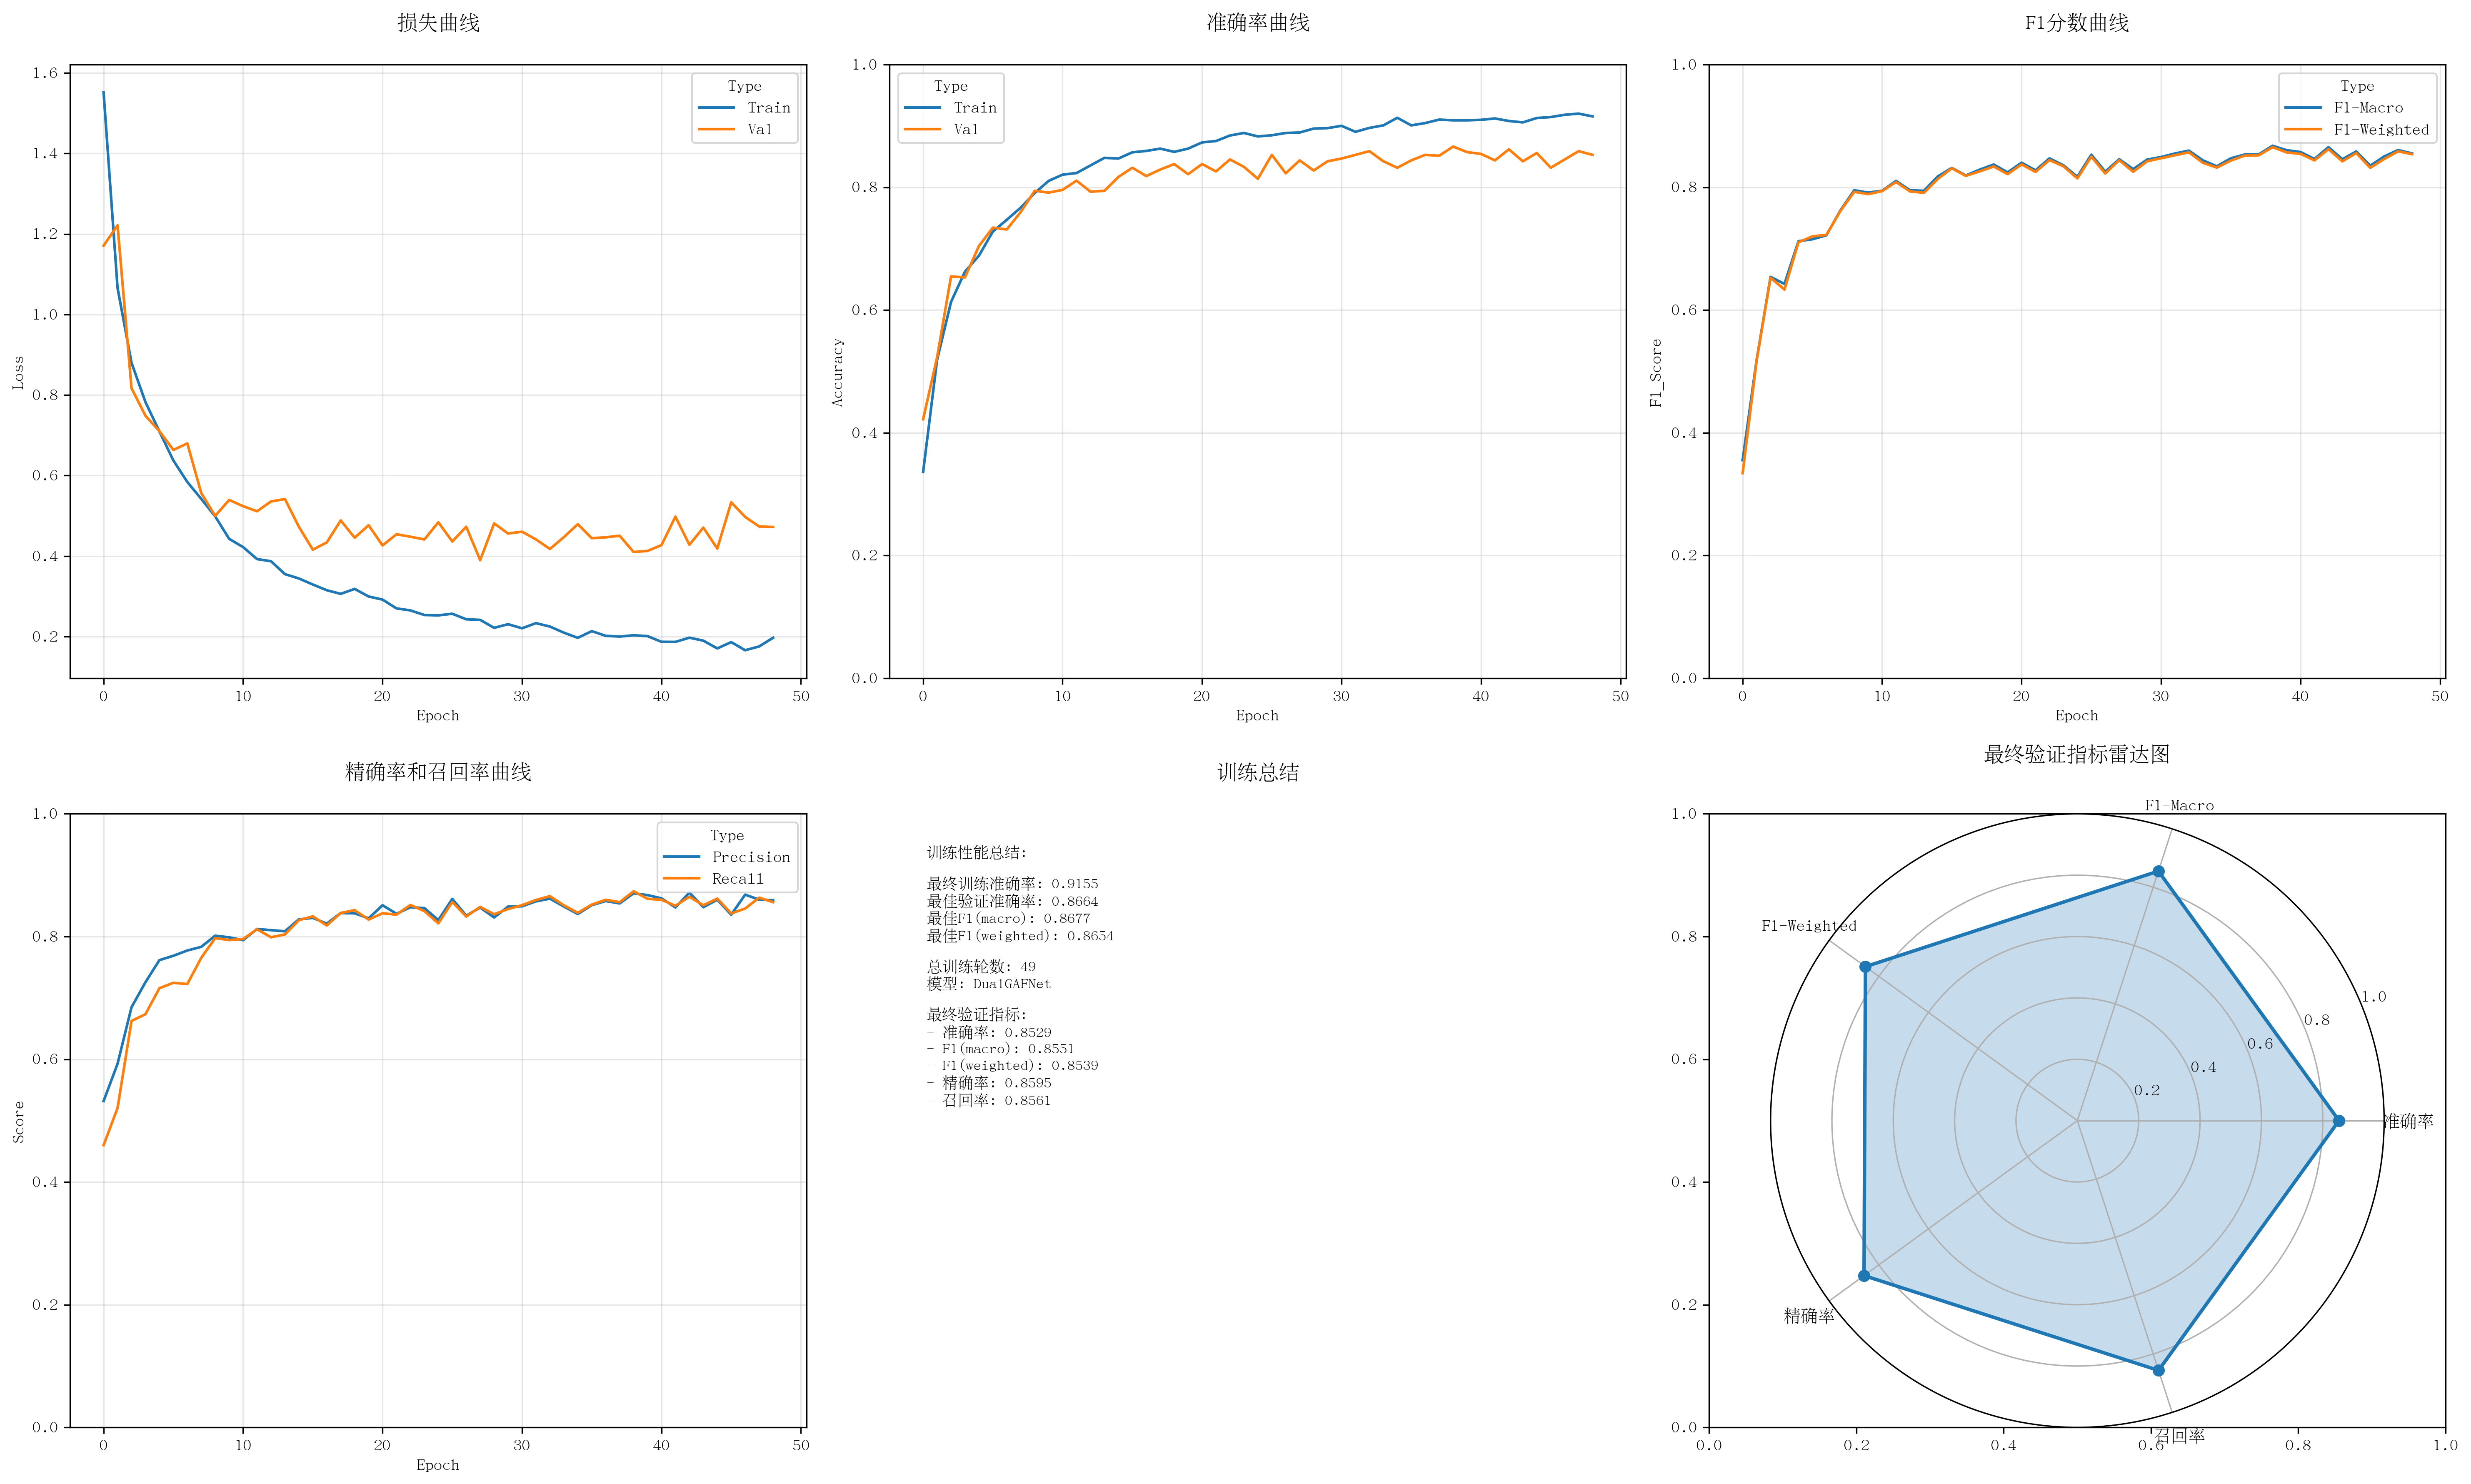 损失曲线
1.6
1.4
1.2
1.0
0.8
0.6
0.4
0.2
Loss
0 10 20 30 40 50
Epoch
Type
Train
Val
准确率曲线
1.0
0.8
0.6
0.4
0.2
0.0
Accuracy
0 10 20 30 40 50
Epoch
Type
Train
Val
F1分数曲线
1.0
0.8
0.6
0.4
0.2
0.0
F1_Score
0 10 20 30 40 50
Epoch
Type
F1-Macro
F1-Weighted
精确率和召回率曲线
1.0
0.8
0.6
0.4
0.2
0.0
Score
0 10 20 30 40 50
Epoch
Type
Precision
Recall
训练总结
训练性能总结:
最终训练准确率: 0.9155
最佳验证准确率: 0.8664
最佳F1(macro): 0.8677
最佳F1(weighted): 0.8654
总训练轮数: 49
模型: DualGAFNet
最终验证指标:
- 准确率: 0.8529
- F1(macro): 0.8551
- F1(weighted): 0.8539
- 精确率: 0.8595
- 召回率: 0.8561
最终验证指标雷达图
1.0
0.8
0.6
0.4
0.2
0.0
0.0 0.2 0.4 0.6 0.8 1.0
F1-Macro
F1-Weighted
准确率
精确率
召回率
1.0
0.8
0.6
0.4
0.2